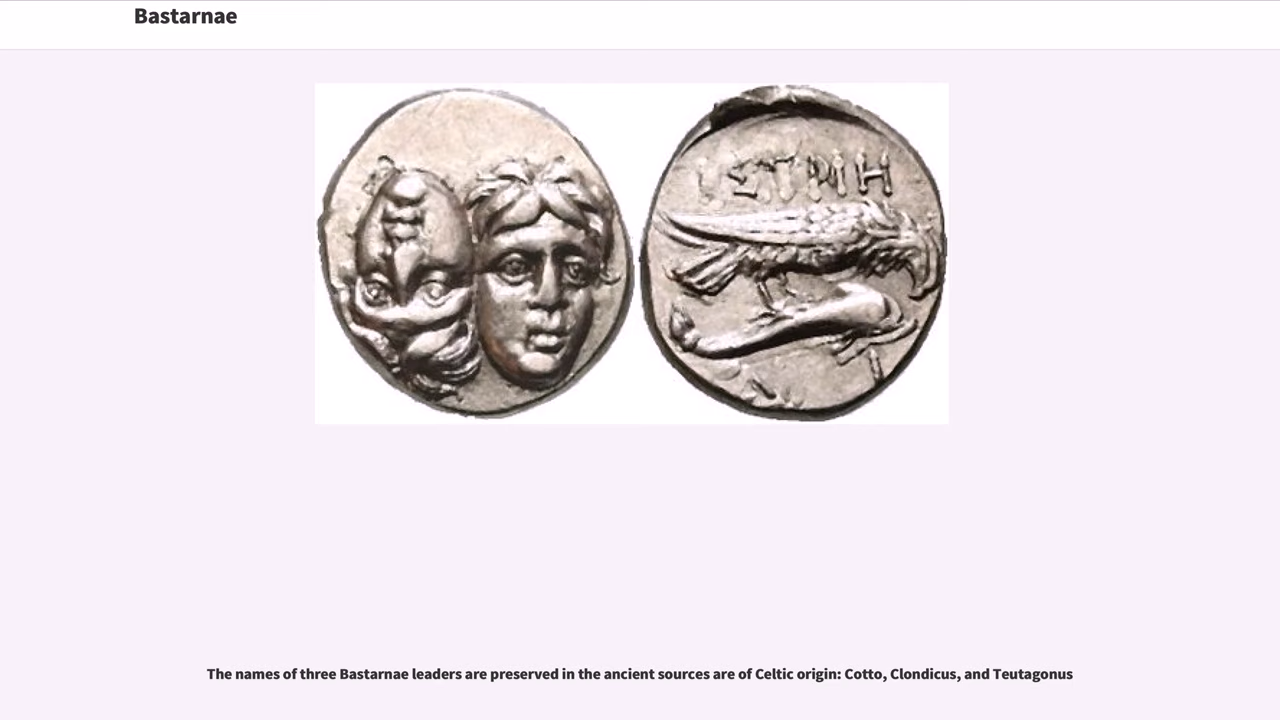 Bastarnae
ΙΣΤΡΙΗ
The names of three Bastarnae leaders are preserved in the ancient sources are of Celtic origin: Cotto, Clondicus, and Teutagonus